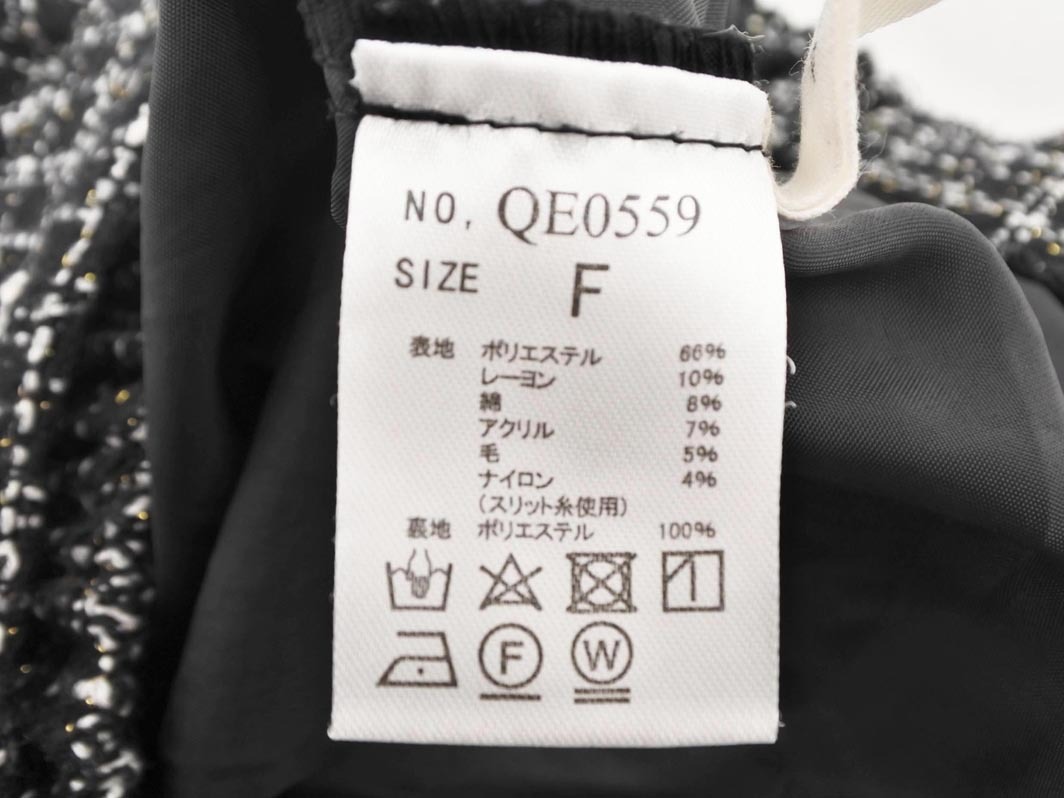 NO, QE0559
SIZE F
表地 ポリエステル 66%
レーヨン 10%
綿 8%
アクリル 7%
毛 5%
ナイロン 4%
(スリット糸使用)
裏地 ポリエステル 100%
F W